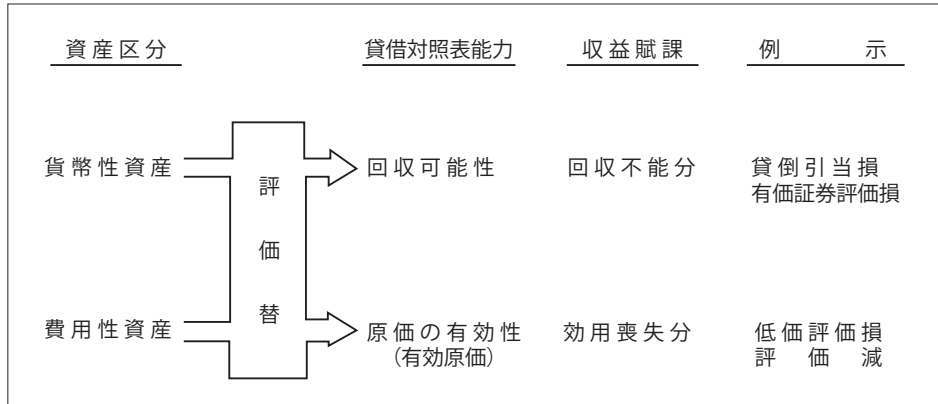 資産区分 貸借対照表能力 収益賦課 例示
貨幣性資産 回収可能性 回収不能分 貸倒引当損
有価証券評価損
評価替
費用性資産 原価の有効性 効用喪失分 低価評価損
(有効原価) 評価減